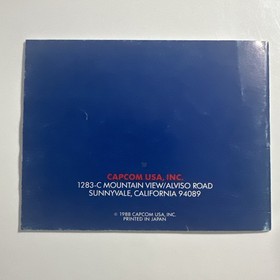 CAPCOM USA, INC.
1283-C MOUNTAIN VIEW/ALVISO ROAD
SUNNYVALE, CALIFORNIA 94089
© 1988 CAPCOM USA, INC.
PRINTED IN JAPAN